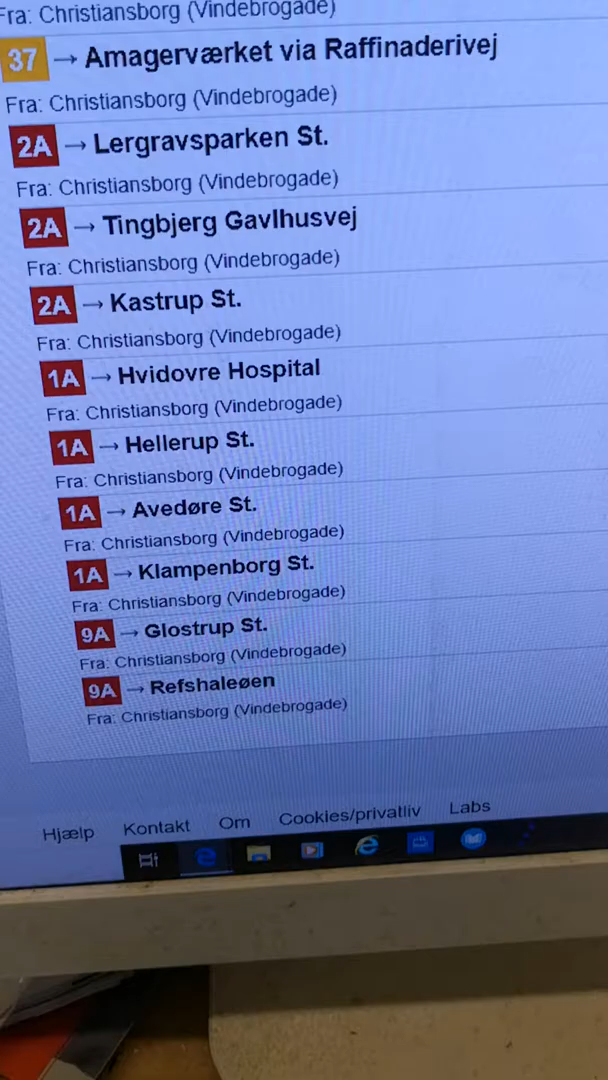 Fra: Christiansborg (Vindebrogade)
37 → Amagerværket via Raffinaderivej
Fra: Christiansborg (Vindebrogade)
2A → Lergravsparken St.
Fra: Christiansborg (Vindebrogade)
2A → Tingbjerg Gavlhusvej
Fra: Christiansborg (Vindebrogade)
2A → Kastrup St.
Fra: Christiansborg (Vindebrogade)
1A → Hvidovre Hospital
Fra: Christiansborg (Vindebrogade)
1A → Hellerup St.
Fra: Christiansborg (Vindebrogade)
1A → Avedøre St.
Fra: Christiansborg (Vindebrogade)
1A → Klampenborg St.
Fra: Christiansborg (Vindebrogade)
9A → Glostrup St.
Fra: Christiansborg (Vindebrogade)
9A → Refshaleøen
Fra: Christiansborg (Vindebrogade)
Hjælp Kontakt Om Cookies/privatliv Labs